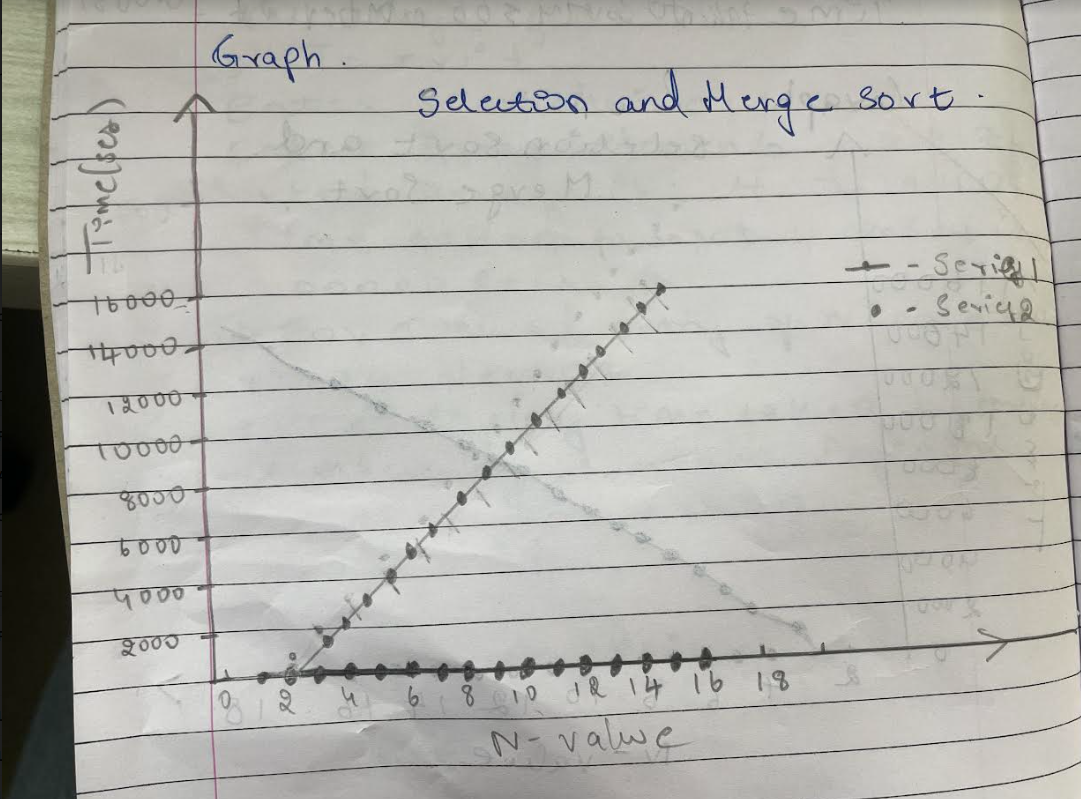 Graph.
Selection and Merge sort.
Time(sec)
- Series1
16000
- Series2
14000
12000
10000
8000
6000
4000
2000
0 2 4 6 8 10 12 14 16 18
N-value